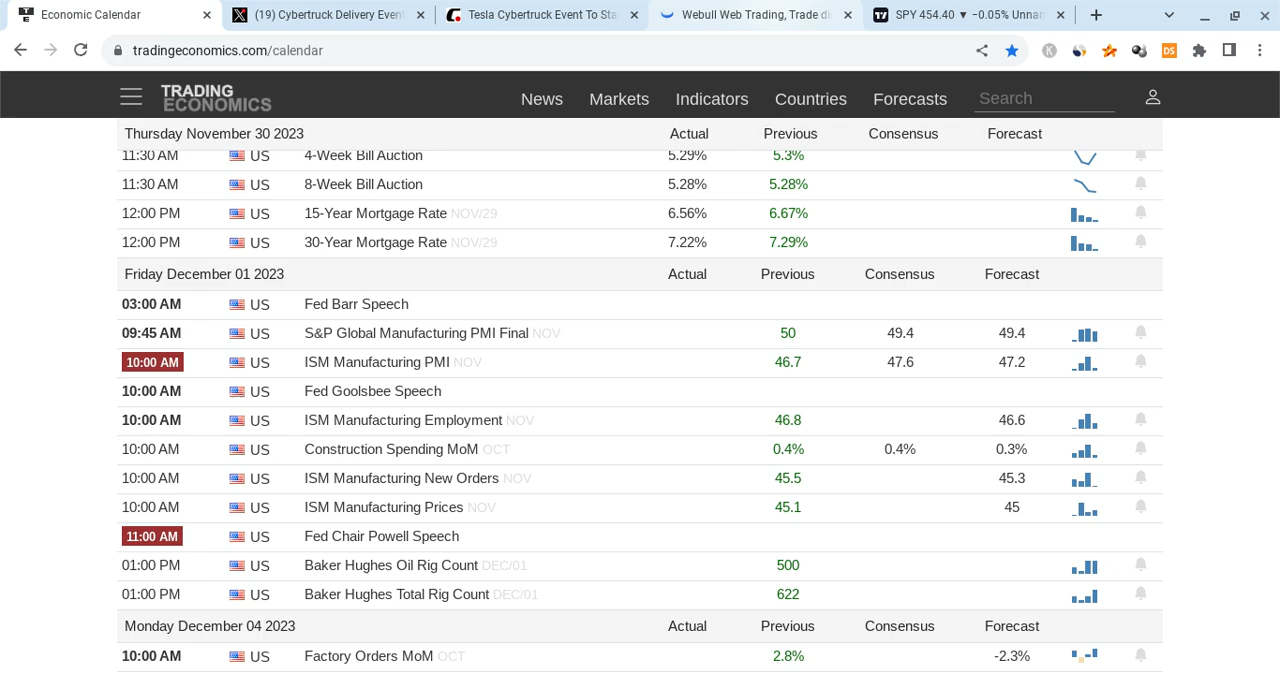 Economic Calendar
(19) Cybertruck Delivery Event
Tesla Cybertruck Event To Sta
Webull Web Trading, Trade di
SPY 454.40 ▼ −0.05% Unnan
tradingeconomics.com/calendar
K
DS
TRADING ECONOMICS
News Markets Indicators Countries Forecasts Search
Thursday November 30 2023 Actual Previous Consensus Forecast
11:30 AM US 4-Week Bill Auction 5.29% 5.3%
11:30 AM US 8-Week Bill Auction 5.28% 5.28%
12:00 PM US 15-Year Mortgage Rate NOV/29 6.56% 6.67%
12:00 PM US 30-Year Mortgage Rate NOV/29 7.22% 7.29%
Friday December 01 2023 Actual Previous Consensus Forecast
03:00 AM US Fed Barr Speech
09:45 AM US S&P Global Manufacturing PMI Final NOV 50 49.4 49.4
10:00 AM US ISM Manufacturing PMI NOV 46.7 47.6 47.2
10:00 AM US Fed Goolsbee Speech
10:00 AM US ISM Manufacturing Employment NOV 46.8 46.6
10:00 AM US Construction Spending MoM OCT 0.4% 0.4% 0.3%
10:00 AM US ISM Manufacturing New Orders NOV 45.5 45.3
10:00 AM US ISM Manufacturing Prices NOV 45.1 45
11:00 AM US Fed Chair Powell Speech
01:00 PM US Baker Hughes Oil Rig Count DEC/01 500
01:00 PM US Baker Hughes Total Rig Count DEC/01 622
Monday December 04 2023 Actual Previous Consensus Forecast
10:00 AM US Factory Orders MoM OCT 2.8% -2.3%